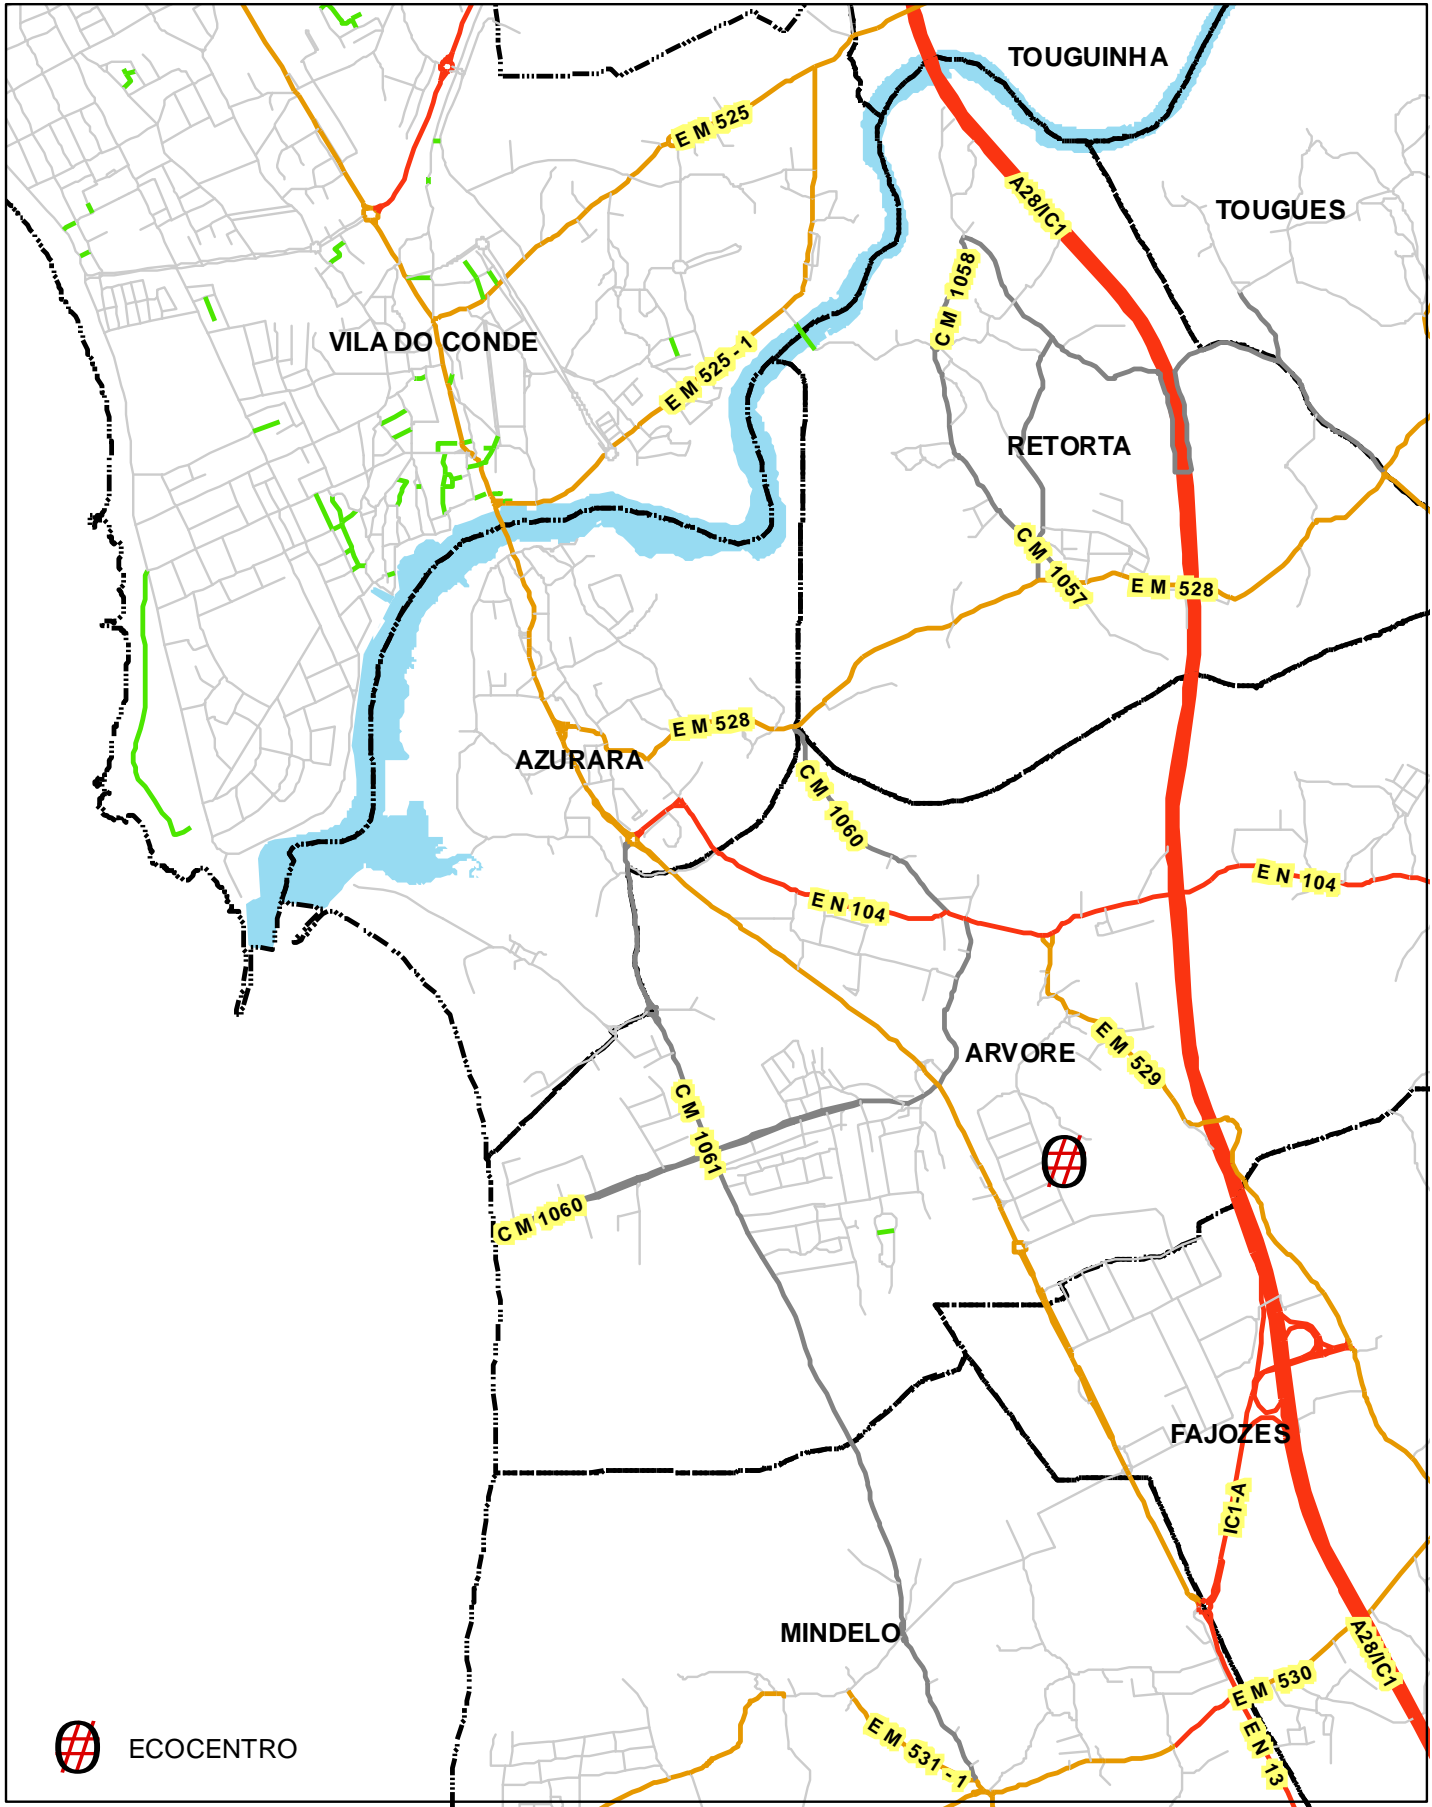 TOUGUINHA
E M 525
A28/IC1
TOUGUES
C M 1058
VILA DO CONDE
E M 525 - 1
RETORTA
C M 1057
E M 528
E M 528
AZURARA
C M 1060
E N 104
E N 104
ARVORE
E M 529
C M 1061
C M 1060
FAJOZES
IC1-A
MINDELO
A28/IC1
E M 530
E M 531 - 1
E N 13
ECOCENTRO